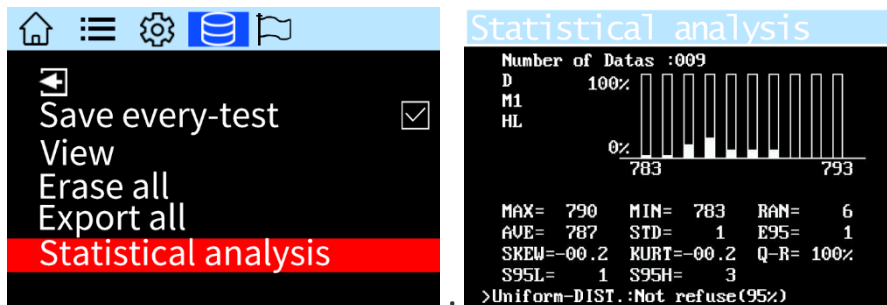 Save every-test
View
Erase all
Export all
Statistical analysis
Statistical analysis
Number of Datas :009
D 100%
M1
HL
0%
783 793
MAX= 790 MIN= 783 RAN= 6
AVE= 787 STD= 1 E95= 1
SKEW=-00.2 KURT=-00.2 Q-R= 100%
S95L= 1 S95H= 3
>Uniform-DIST.:Not refuse(95%)